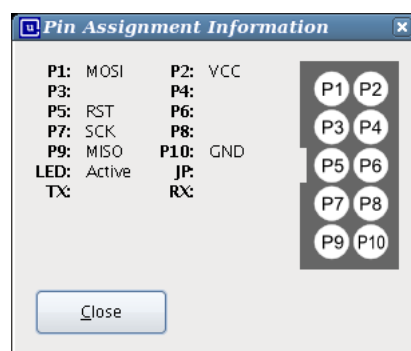 u Pin Assignment Information x
P1: MOSI P2: VCC
P3: P4:
P5: RST P6:
P7: SCK P8:
P9: MISO P10: GND
LED: Active JP:
TX: RX:
P1 P2
P3 P4
P5 P6
P7 P8
P9 P10
Close